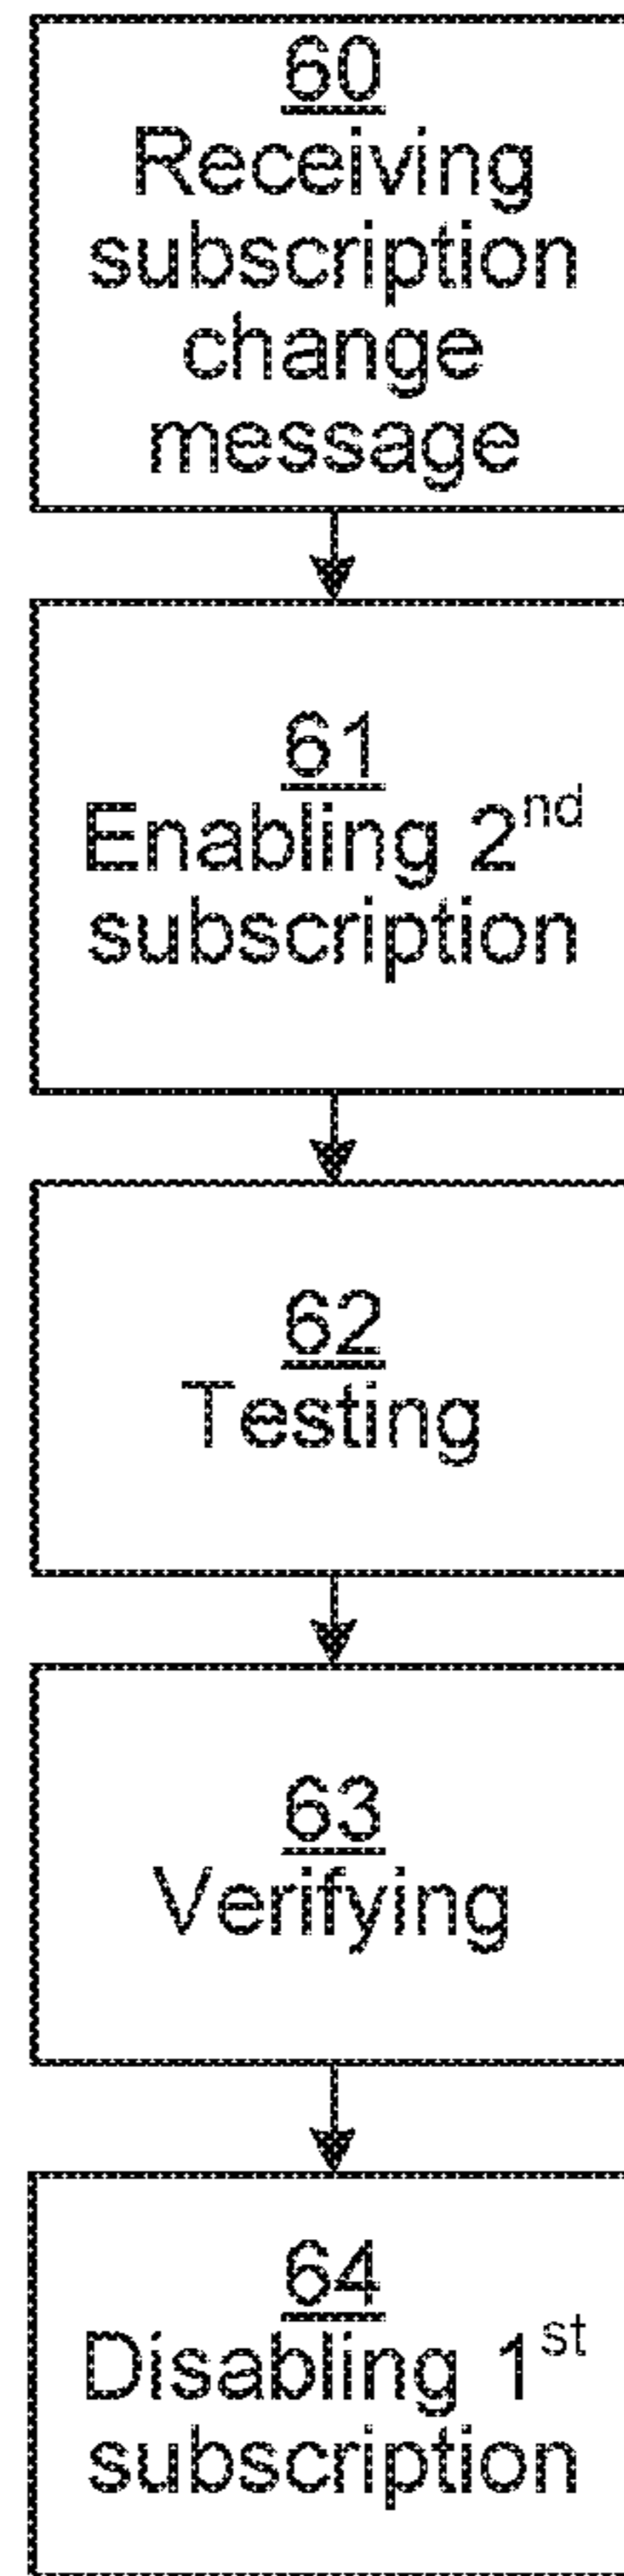 60
Receiving
subscription
change
message
61
Enabling 2nd
subscription
62
Testing
63
Verifying
64
Disabling 1st
subscription